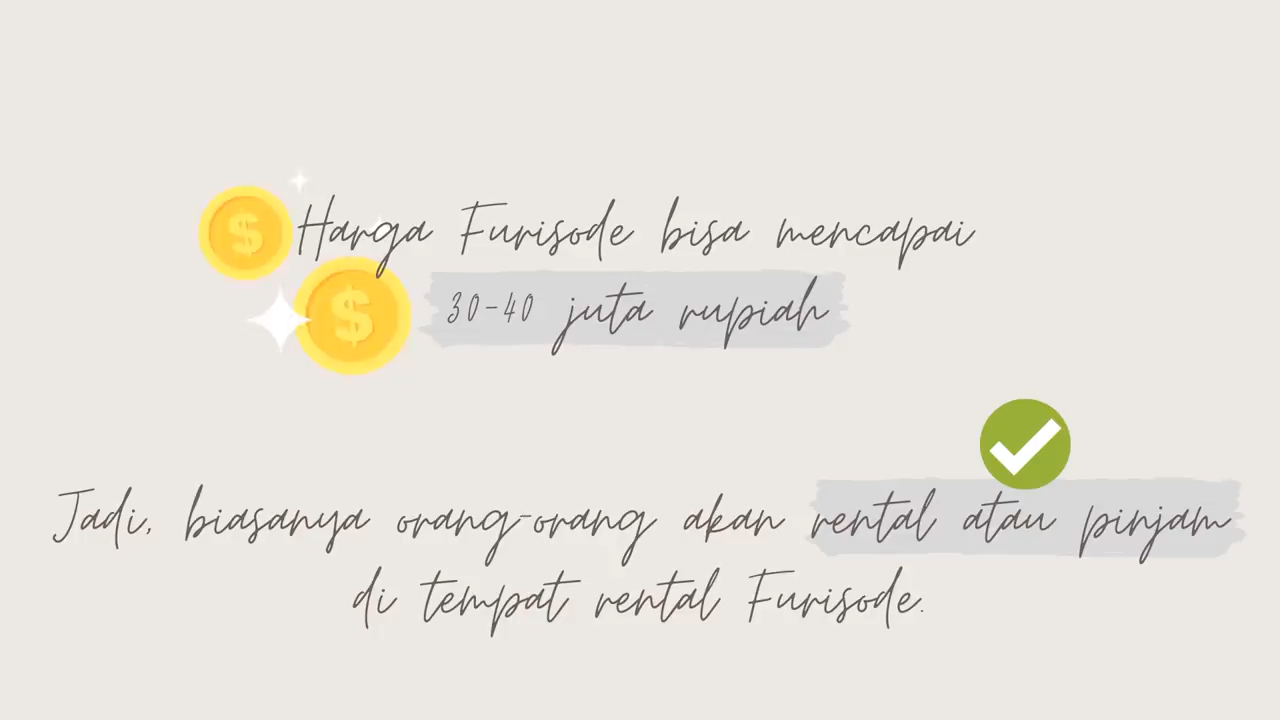 Harga Furisode bisa mencapai
30-40 juta rupiah
Jadi, biasanya orang-orang akan rental atau pinjam
di tempat rental Furisode.